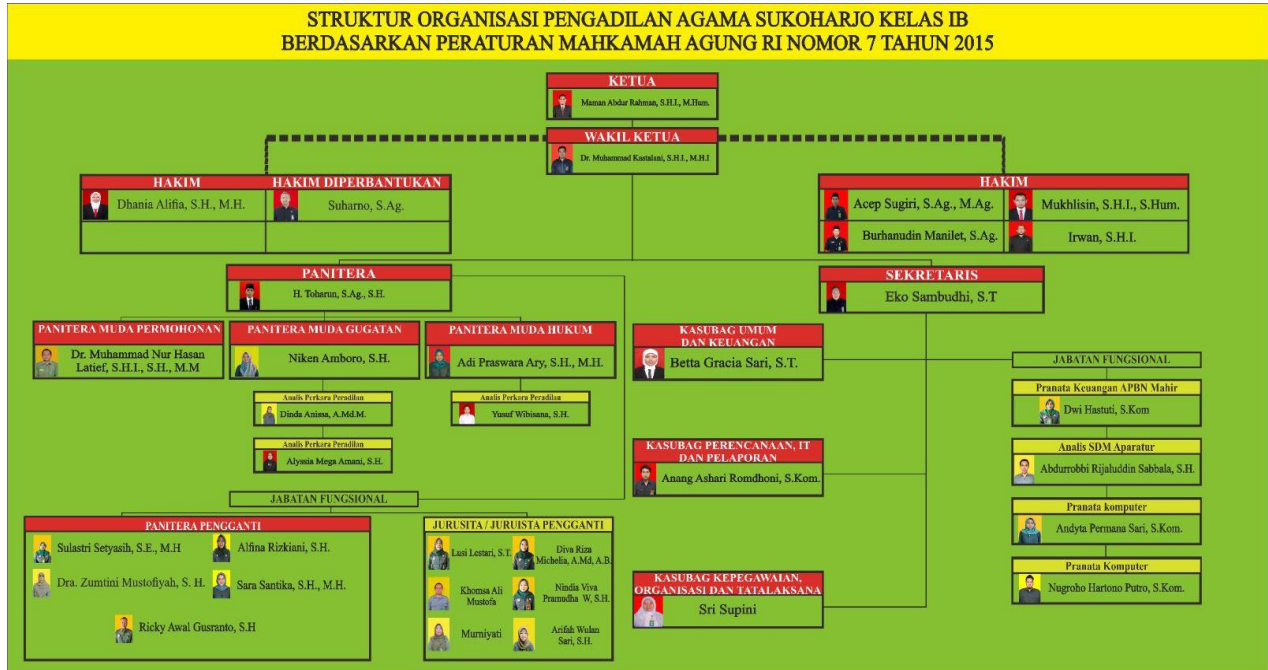 STRUKTUR ORGANISASI PENGADILAN AGAMA SUKOHARJO KELAS IB
BERDASARKAN PERATURAN MAHKAMAH AGUNG RI NOMOR 7 TAHUN 2015
KETUA
Maman Abdur Rahman, S.H.I., M.Hum.
WAKIL KETUA
Dr. Muhammad Kastalani, S.H.I., M.H.I
HAKIM
Dhania Alifia, S.H., M.H.
HAKIM DIPERBANTUKAN
Suharno, S.Ag.
HAKIM
Acep Sugiri, S.Ag., M.Ag.
Mukhlisin, S.H.I., S.Hum.
Burhanudin Manilet, S.Ag.
Irwan, S.H.I.
PANITERA
H. Toharun, S.Ag., S.H.
SEKRETARIS
Eko Sambudhi, S.T
PANITERA MUDA PERMOHONAN
Dr. Muhammad Nur Hasan
Latief, S.H.I., S.H., M.M
PANITERA MUDA GUGATAN
Niken Amboro, S.H.
Analis Perkara Peradilan
Dinda Anissa, A.Md.M.
Analis Perkara Peradilan
Alyssia Mega Amani, S.H.
PANITERA MUDA HUKUM
Adi Praswara Ary, S.H., M.H.
Analis Perkara Peradilan
Yusuf Wibisana, S.H.
KASUBAG UMUM
DAN KEUANGAN
Betta Gracia Sari, S.T.
KASUBAG PERENCANAAN, IT
DAN PELAPORAN
Anang Ashari Romdhoni, S.Kom.
KASUBAG KEPEGAWAIAN,
ORGANISASI DAN TATALAKSANA
Sri Supini
JABATAN FUNGSIONAL
Pranata Keuangan APBN Mahir
Dwi Hastuti, S.Kom
Analis SDM Aparatur
Abdurrobbi Rijaluddin Sabbala, S.H.
Pranata komputer
Andyta Permana Sari, S.Kom.
Pranata Komputer
Nugroho Hartono Putro, S.Kom.
JABATAN FUNGSIONAL
PANITERA PENGGANTI
Sulastri Setyasih, S.E., M.H
Alfina Rizkiani, S.H.
Dra. Zumtini Mustofiyah, S. H.
Sara Santika, S.H., M.H.
Ricky Awal Gusranto, S.H
JURUSITA / JURUISTA PENGGANTI
Lusi Lestari, S.T.
Diva Riza
Michelia, A.Md, A.B.
Khomsa Ali
Mustofa
Nindia Viva
Pramudha W, S.H.
Murniyati
Arifah Wulan
Sari, S.H.